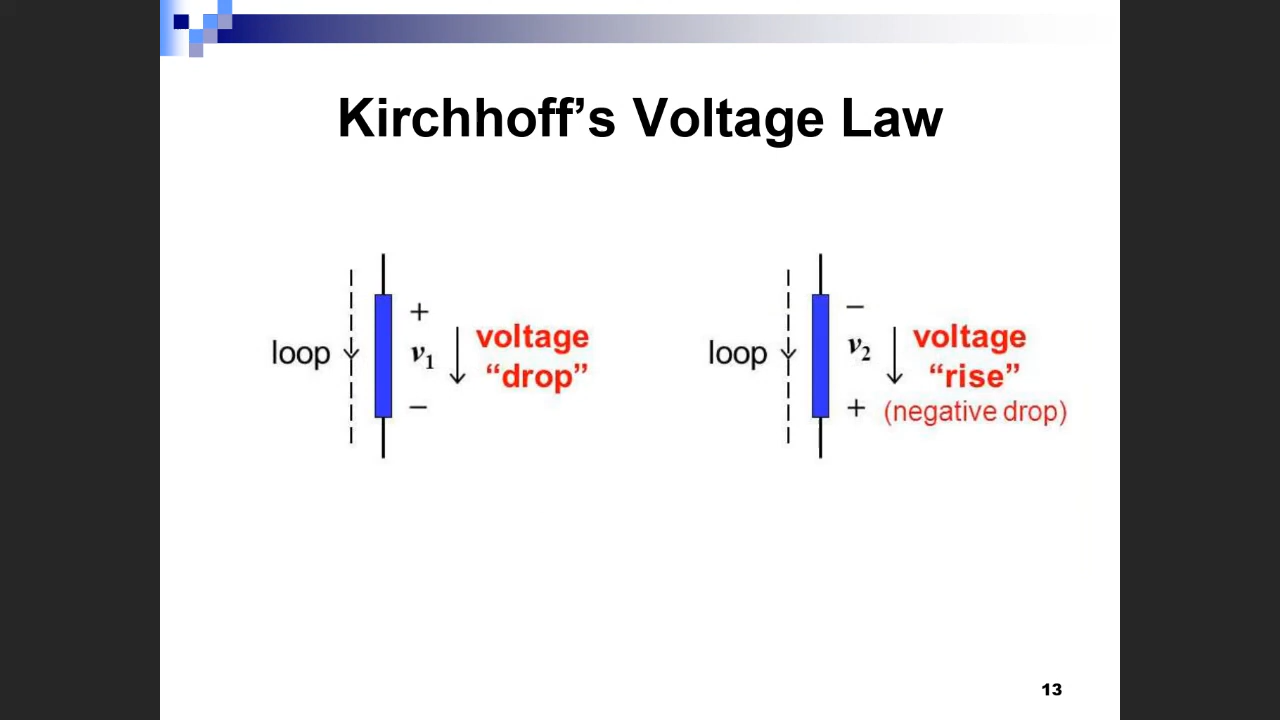 Kirchhoff’s Voltage Law
loop
+
v1
−
voltage
“drop”
loop
−
v2
+
voltage
“rise”
(negative drop)
13